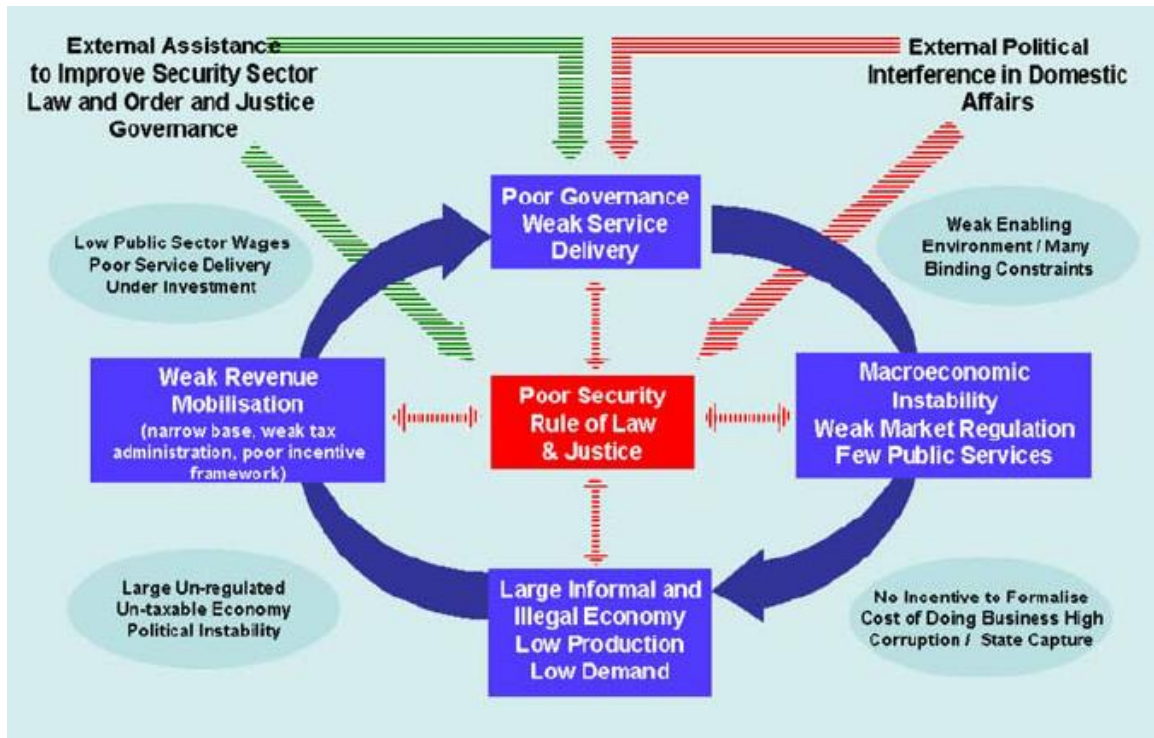 External Assistance
to Improve Security Sector
Law and Order and Justice
Governance
External Political
Interference in Domestic
Affairs
Poor Governance
Weak Service
Delivery
Low Public Sector Wages
Poor Service Delivery
Under Investment
Weak Enabling
Environment / Many
Binding Constraints
Weak Revenue
Mobilisation
(narrow base, weak tax
administration, poor incentive
framework)
Poor Security
Rule of Law
& Justice
Macroeconomic
Instability
Weak Market Regulation
Few Public Services
Large Un-regulated
Un-taxable Economy
Political Instability
Large Informal and
Illegal Economy
Low Production
Low Demand
No Incentive to Formalise
Cost of Doing Business High
Corruption / State Capture